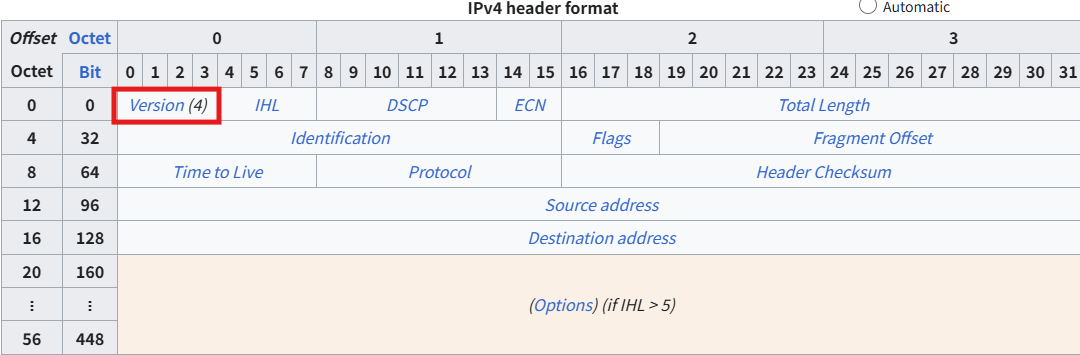 IPv4 header format
Automatic
Offset Octet 0 1 2 3
Octet Bit 0 1 2 3 4 5 6 7 8 9 10 11 12 13 14 15 16 17 18 19 20 21 22 23 24 25 26 27 28 29 30 31
0 0 Version (4) IHL DSCP ECN Total Length
4 32 Identification Flags Fragment Offset
8 64 Time to Live Protocol Header Checksum
12 96 Source address
16 128 Destination address
20 160
⋮ ⋮ (Options) (if IHL > 5)
56 448